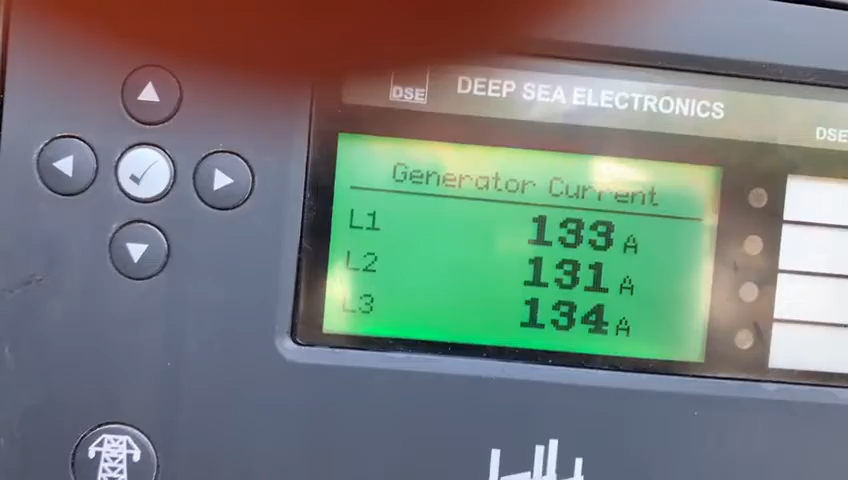 DSE
DEEP SEA ELECTRONICS
DSE
Generator Current
L1 133 A
L2 131 A
L3 134 A